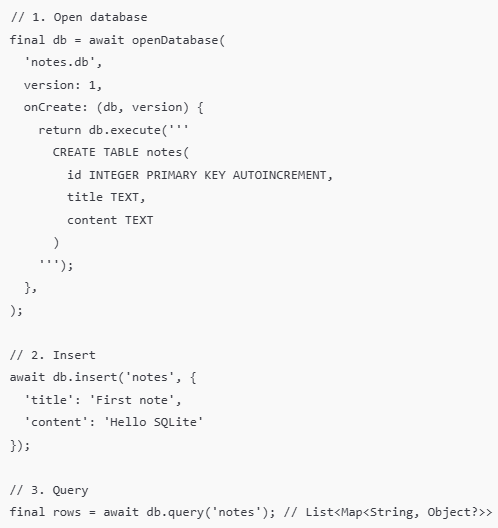 // 1. Open database
final db = await openDatabase(
  'notes.db',
  version: 1,
  onCreate: (db, version) {
    return db.execute('''
      CREATE TABLE notes(
        id INTEGER PRIMARY KEY AUTOINCREMENT,
        title TEXT,
        content TEXT
      )
    ''');
  },
);

// 2. Insert
await db.insert('notes', {
  'title': 'First note',
  'content': 'Hello SQLite'
});

// 3. Query
final rows = await db.query('notes'); // List<Map<String, Object?>>